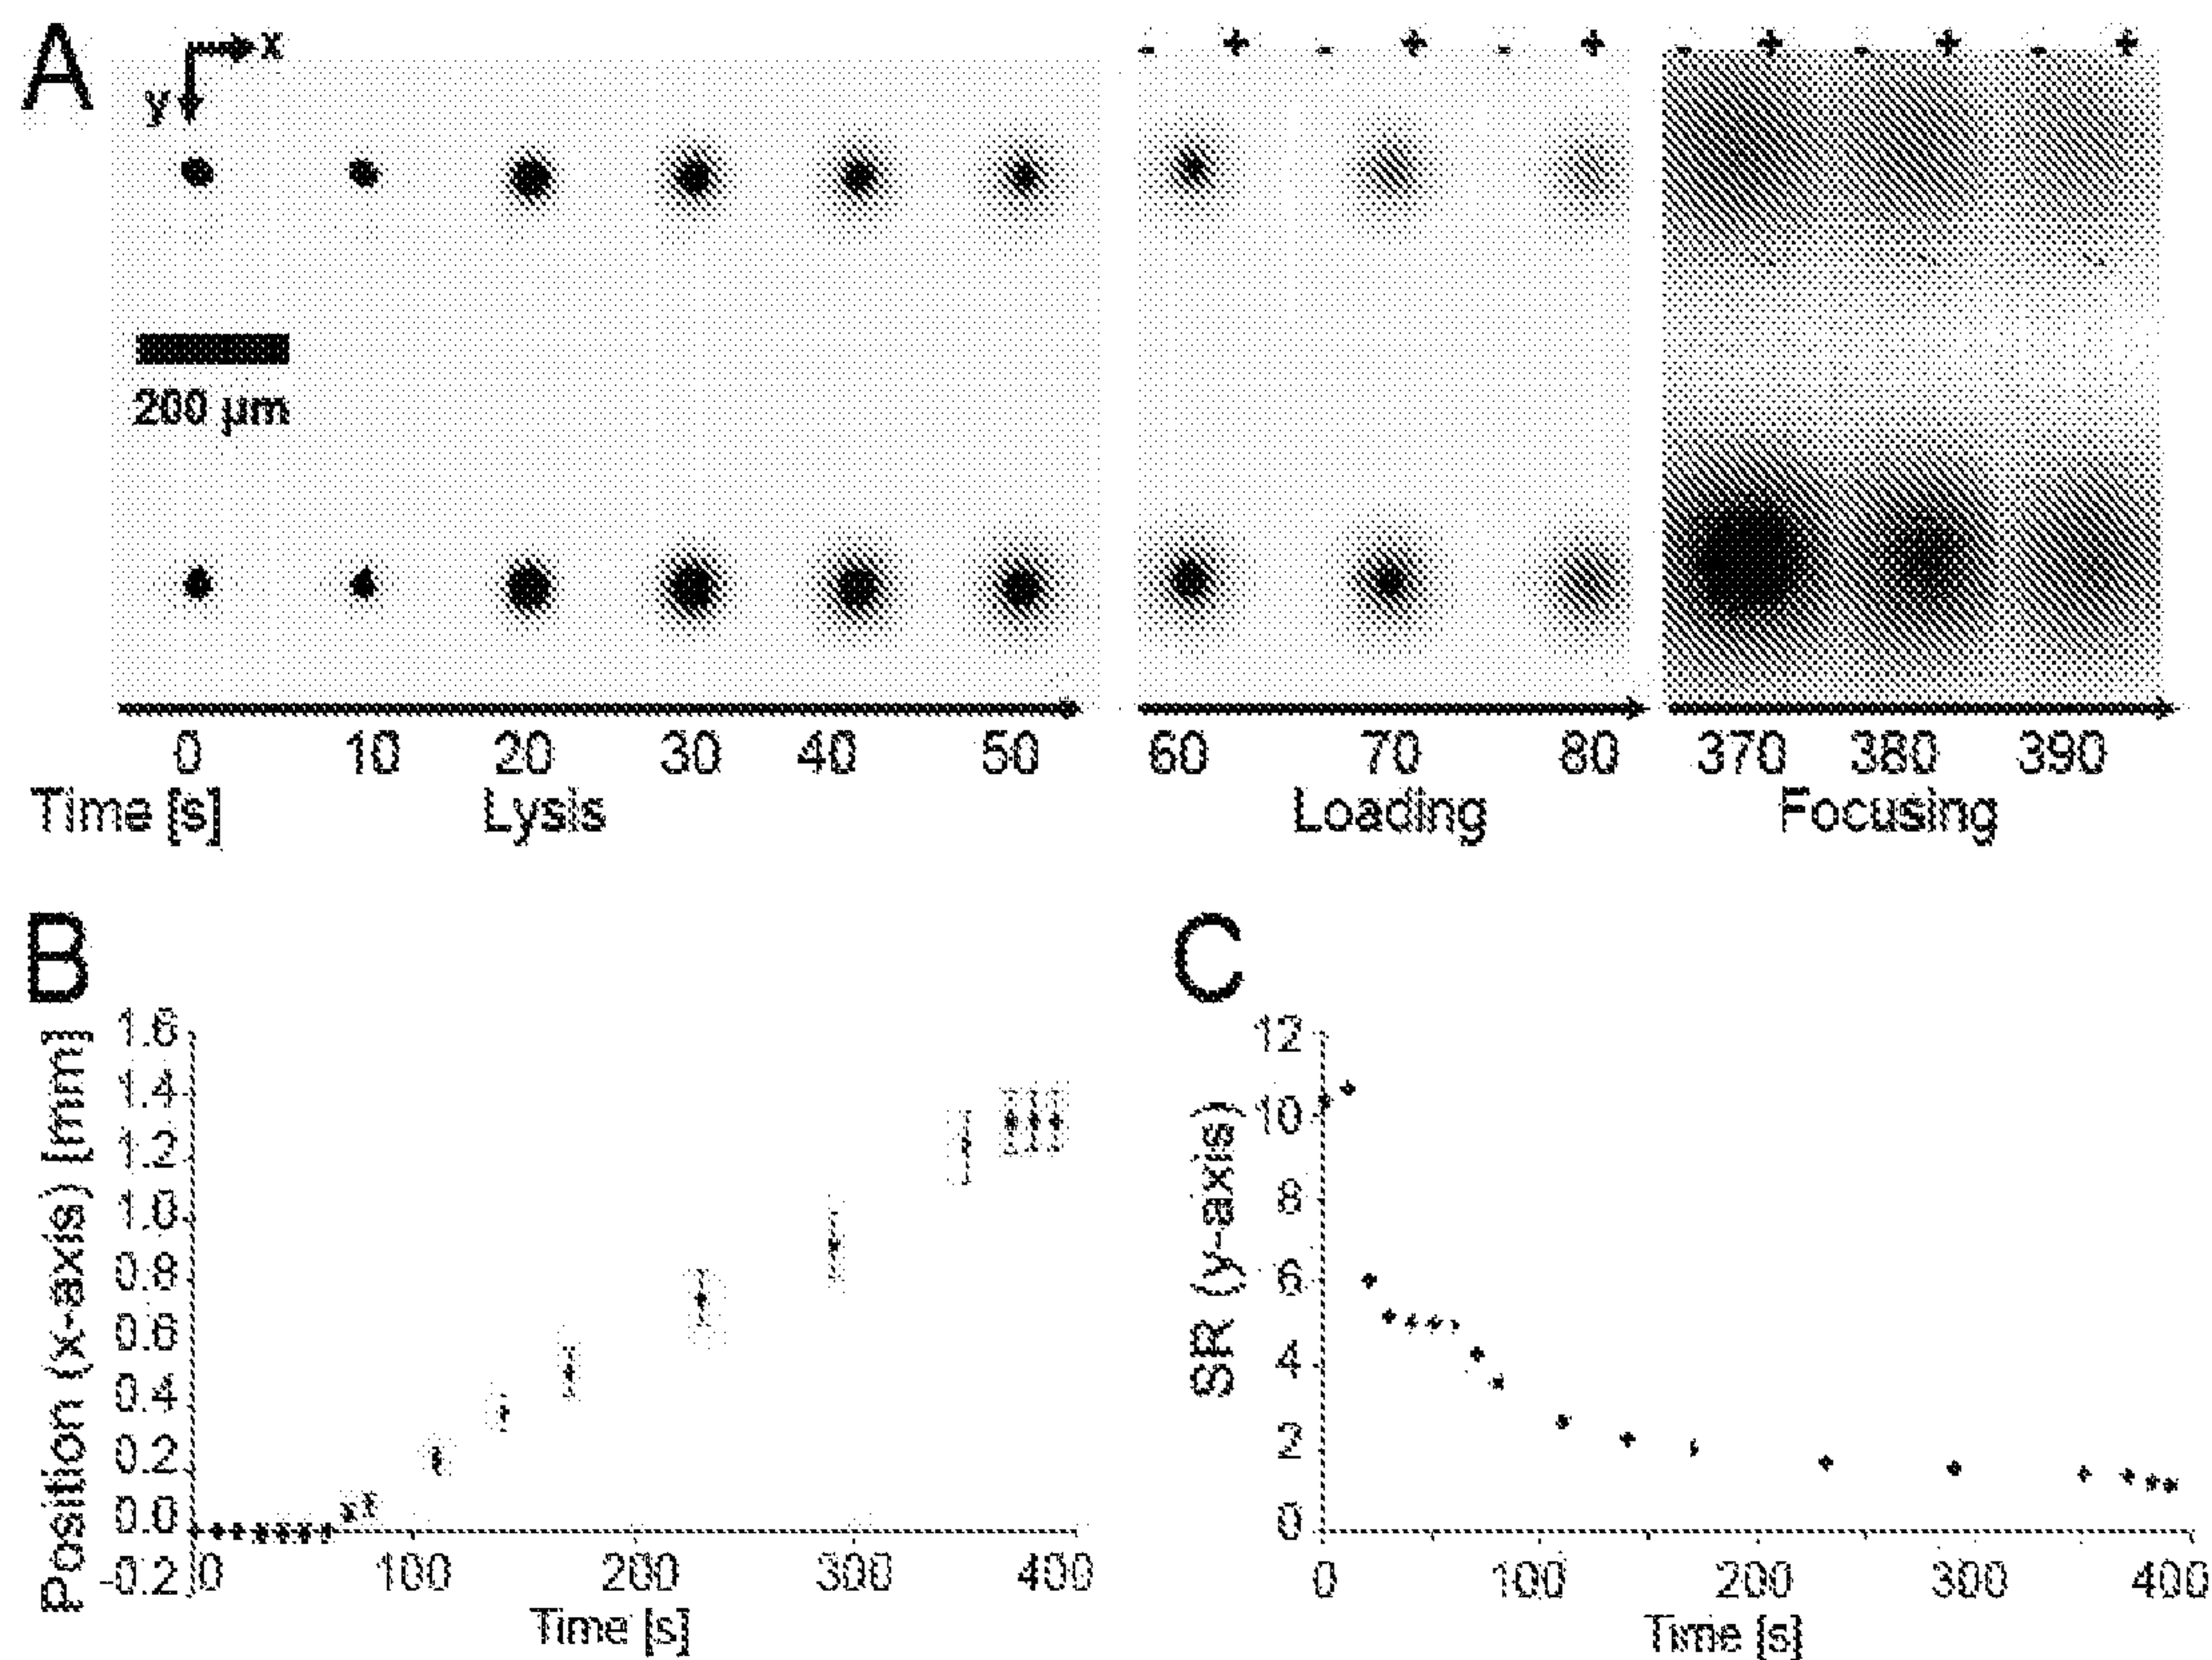 A
x
y
- + - + - +
- + - + - +
200 µm
0 10 20 30 40 50 60 70 80 370 380 390
Time [s] Lysis Loading Focusing
B
Position (x-axis) [mm]
1.6
1.4
1.2
1.0
0.8
0.6
0.4
0.2
0.0
-0.2
0 100 200 300 400
Time [s]
C
SR (y-axis)
12
10
8
6
4
2
0
0 100 200 300 400
Time [s]